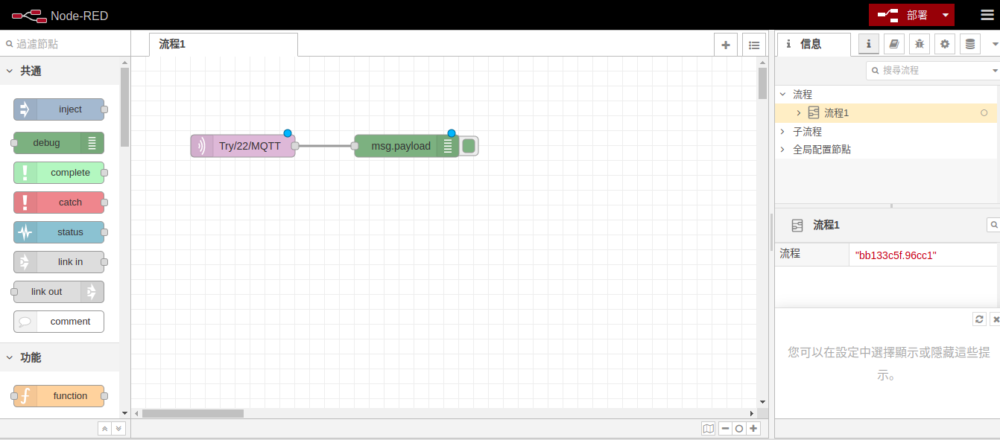 Node-RED
部署
過濾節點
共通
inject
debug
complete
catch
status
link in
link out
comment
功能
function
流程1
Try/22/MQTT
msg.payload
信息
搜尋流程
流程
流程1
子流程
全局配置節點
流程1
流程
"bb133c5f.96cc1"
您可以在設定中選擇顯示或隱藏這些提
示。